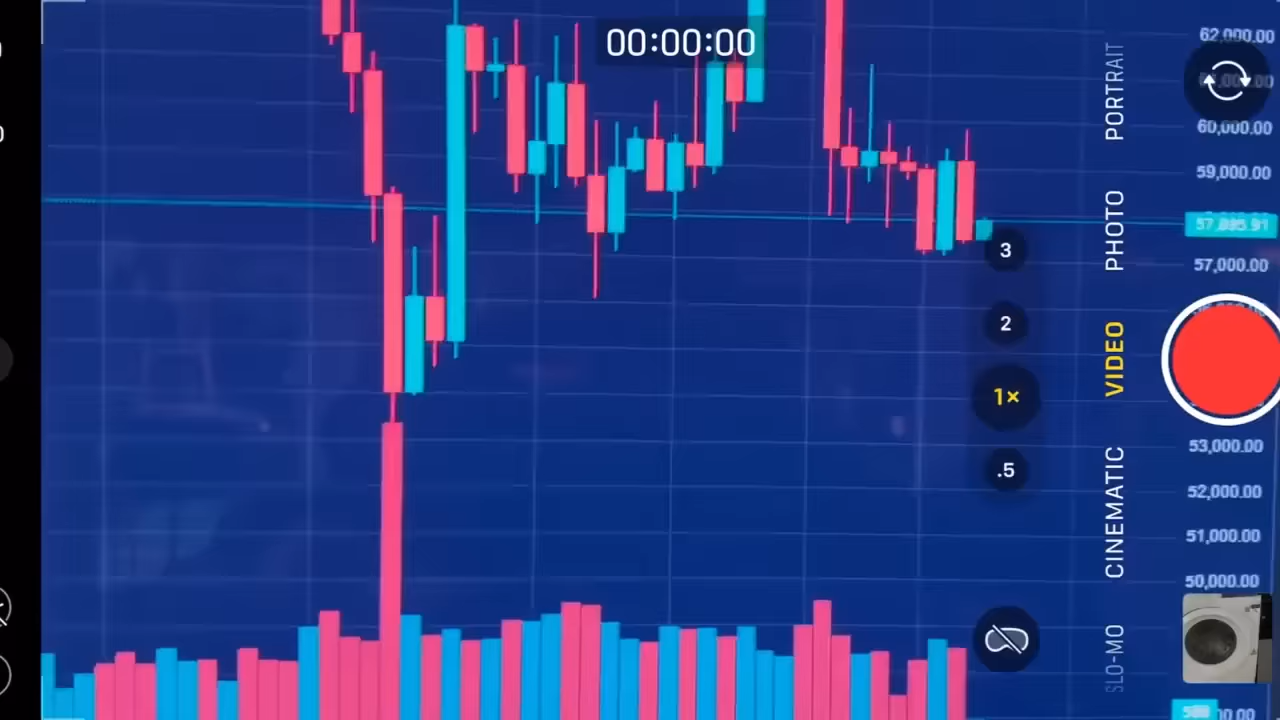 00:00:00
PORTRAIT
PHOTO
VIDEO
CINEMATIC
SLO-MO
3
2
1×
.5
62,000.00
60,000.00
59,000.00
57,000.00
53,000.00
52,000.00
51,000.00
50,000.00